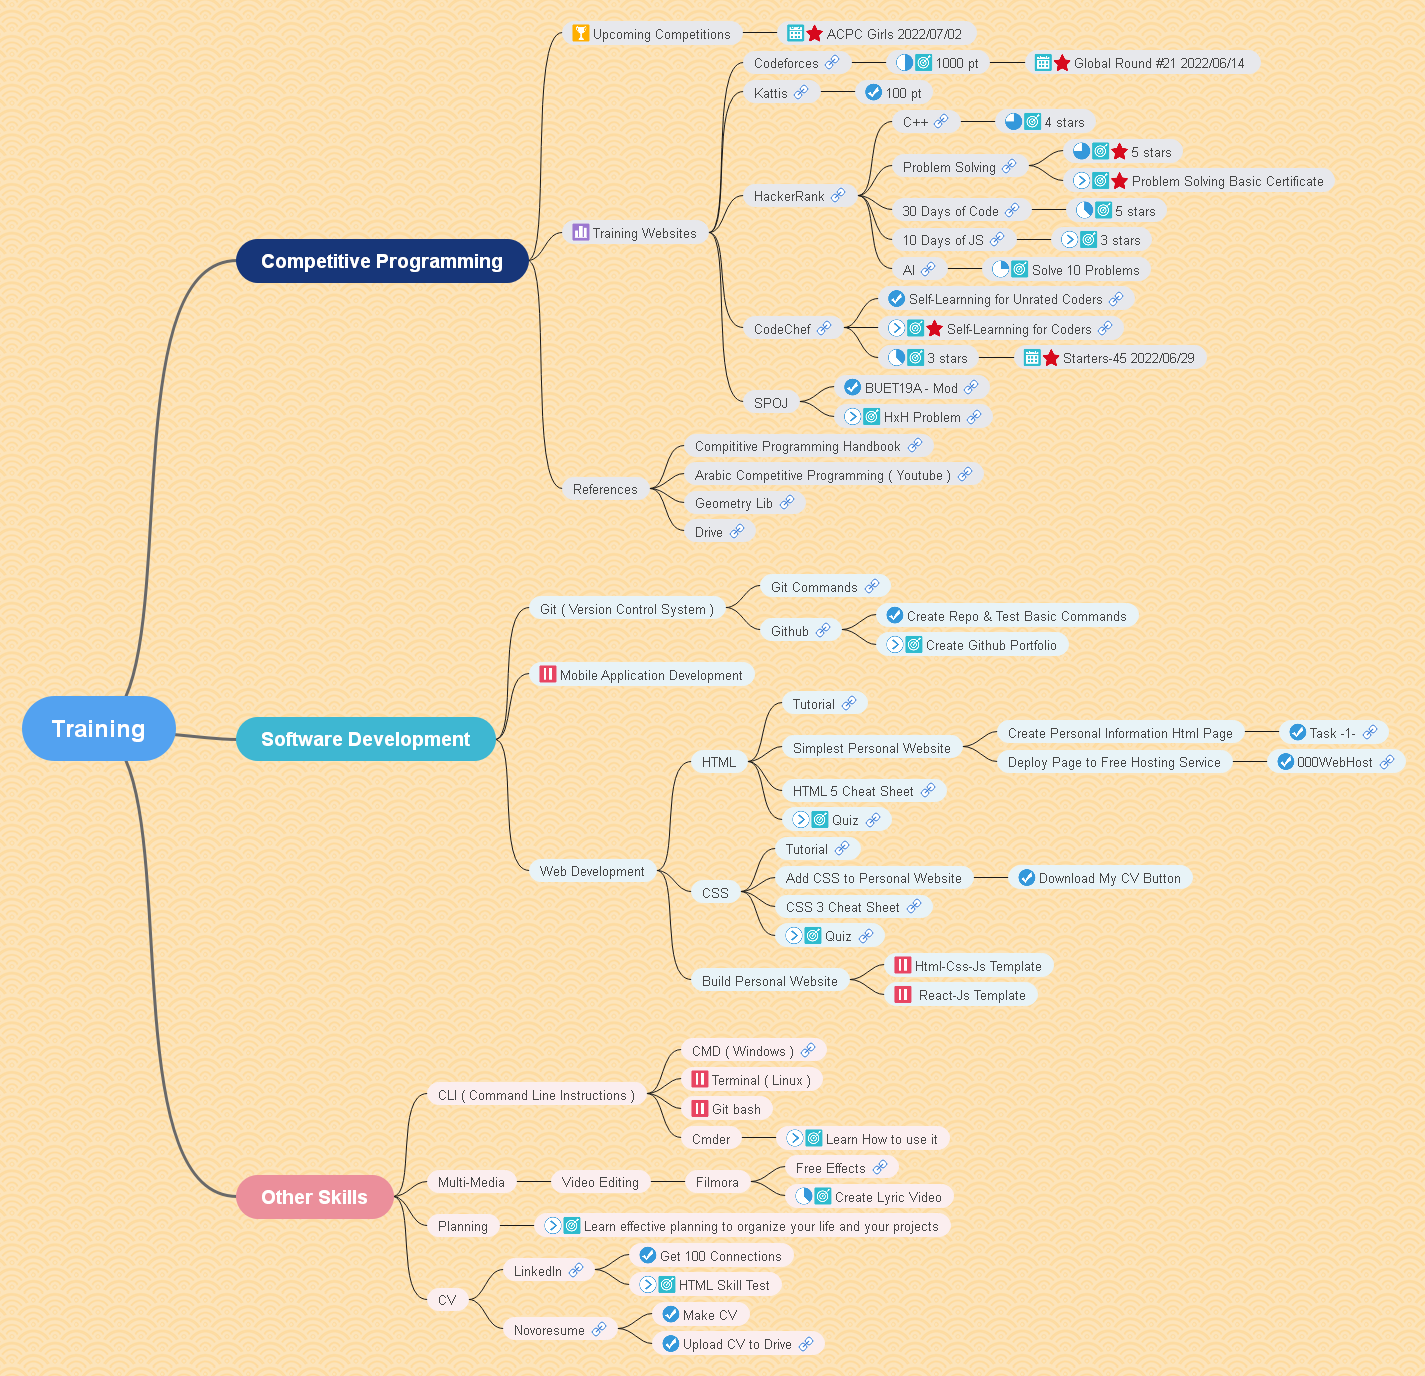 Training
Competitive Programming
Upcoming Competitions
ACPC Girls 2022/07/02
Training Websites
Codeforces
1000 pt
Global Round #21 2022/06/14
Kattis
100 pt
HackerRank
C++
4 stars
Problem Solving
5 stars
Problem Solving Basic Certificate
30 Days of Code
5 stars
10 Days of JS
3 stars
AI
Solve 10 Problems
CodeChef
Self-Learnning for Unrated Coders
Self-Learnning for Coders
3 stars
Starters-45 2022/06/29
SPOJ
BUET19A - Mod
HxH Problem
References
Compititive Programming Handbook
Arabic Competitive Programming ( Youtube )
Geometry Lib
Drive
Software Development
Git ( Version Control System )
Git Commands
Github
Create Repo & Test Basic Commands
Create Github Portfolio
Mobile Application Development
Web Development
HTML
Tutorial
Simplest Personal Website
Create Personal Information Html Page
Task -1-
Deploy Page to Free Hosting Service
000WebHost
HTML 5 Cheat Sheet
Quiz
CSS
Tutorial
Add CSS to Personal Website
Download My CV Button
CSS 3 Cheat Sheet
Quiz
Build Personal Website
Html-Css-Js Template
React-Js Template
Other Skills
CLI ( Command Line Instructions )
CMD ( Windows )
Terminal ( Linux )
Git bash
Cmder
Learn How to use it
Multi-Media
Video Editing
Filmora
Free Effects
Create Lyric Video
Planning
Learn effective planning to organize your life and your projects
CV
LinkedIn
Get 100 Connections
HTML Skill Test
Novoresume
Make CV
Upload CV to Drive